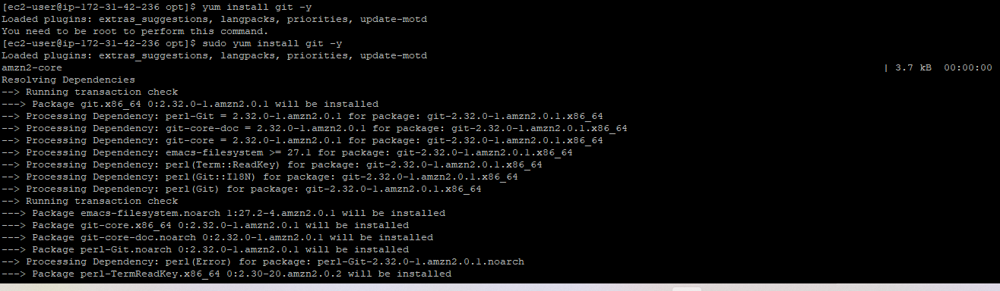 [ec2-user@ip-172-31-42-236 opt]$ yum install git -y
Loaded plugins: extras_suggestions, langpacks, priorities, update-motd
You need to be root to perform this command.
[ec2-user@ip-172-31-42-236 opt]$ sudo yum install git -y
Loaded plugins: extras_suggestions, langpacks, priorities, update-motd
amzn2-core | 3.7 kB 00:00:00
Resolving Dependencies
--> Running transaction check
---> Package git.x86_64 0:2.32.0-1.amzn2.0.1 will be installed
--> Processing Dependency: perl-Git = 2.32.0-1.amzn2.0.1 for package: git-2.32.0-1.amzn2.0.1.x86_64
--> Processing Dependency: git-core-doc = 2.32.0-1.amzn2.0.1 for package: git-2.32.0-1.amzn2.0.1.x86_64
--> Processing Dependency: git-core = 2.32.0-1.amzn2.0.1 for package: git-2.32.0-1.amzn2.0.1.x86_64
--> Processing Dependency: emacs-filesystem >= 27.1 for package: git-2.32.0-1.amzn2.0.1.x86_64
--> Processing Dependency: perl(Term::ReadKey) for package: git-2.32.0-1.amzn2.0.1.x86_64
--> Processing Dependency: perl(Git::I18N) for package: git-2.32.0-1.amzn2.0.1.x86_64
--> Processing Dependency: perl(Git) for package: git-2.32.0-1.amzn2.0.1.x86_64
--> Running transaction check
---> Package emacs-filesystem.noarch 1:27.2-4.amzn2.0.1 will be installed
---> Package git-core.x86_64 0:2.32.0-1.amzn2.0.1 will be installed
---> Package git-core-doc.noarch 0:2.32.0-1.amzn2.0.1 will be installed
---> Package perl-Git.noarch 0:2.32.0-1.amzn2.0.1 will be installed
--> Processing Dependency: perl(Error) for package: perl-Git-2.32.0-1.amzn2.0.1.noarch
---> Package perl-TermReadKey.x86_64 0:2.30-20.amzn2.0.2 will be installed